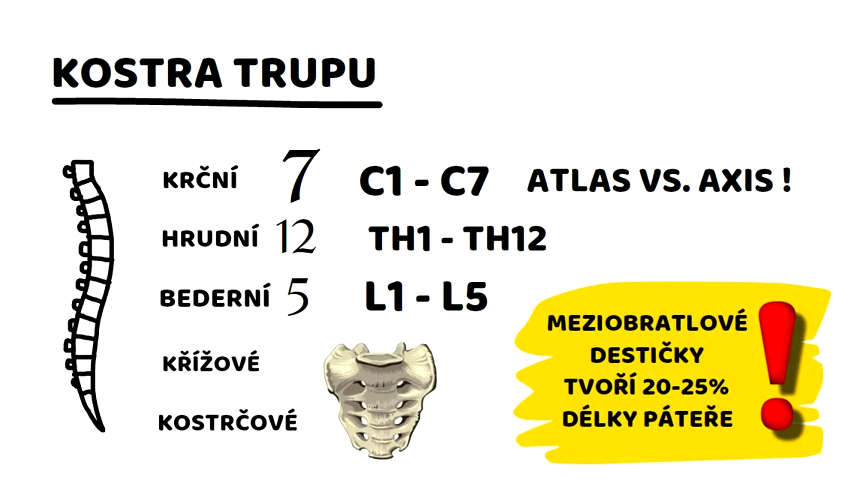 KOSTRA TRUPU
KRČNÍ 7 C1 - C7 ATLAS VS. AXIS !
HRUDNÍ 12 TH1 - TH12
BEDERNÍ 5 L1 - L5
KŘÍŽOVÉ
KOSTRČOVÉ
MEZIOBRATLOVÉ
DESTIČKY
TVOŘÍ 20-25%
DÉLKY PÁTEŘE